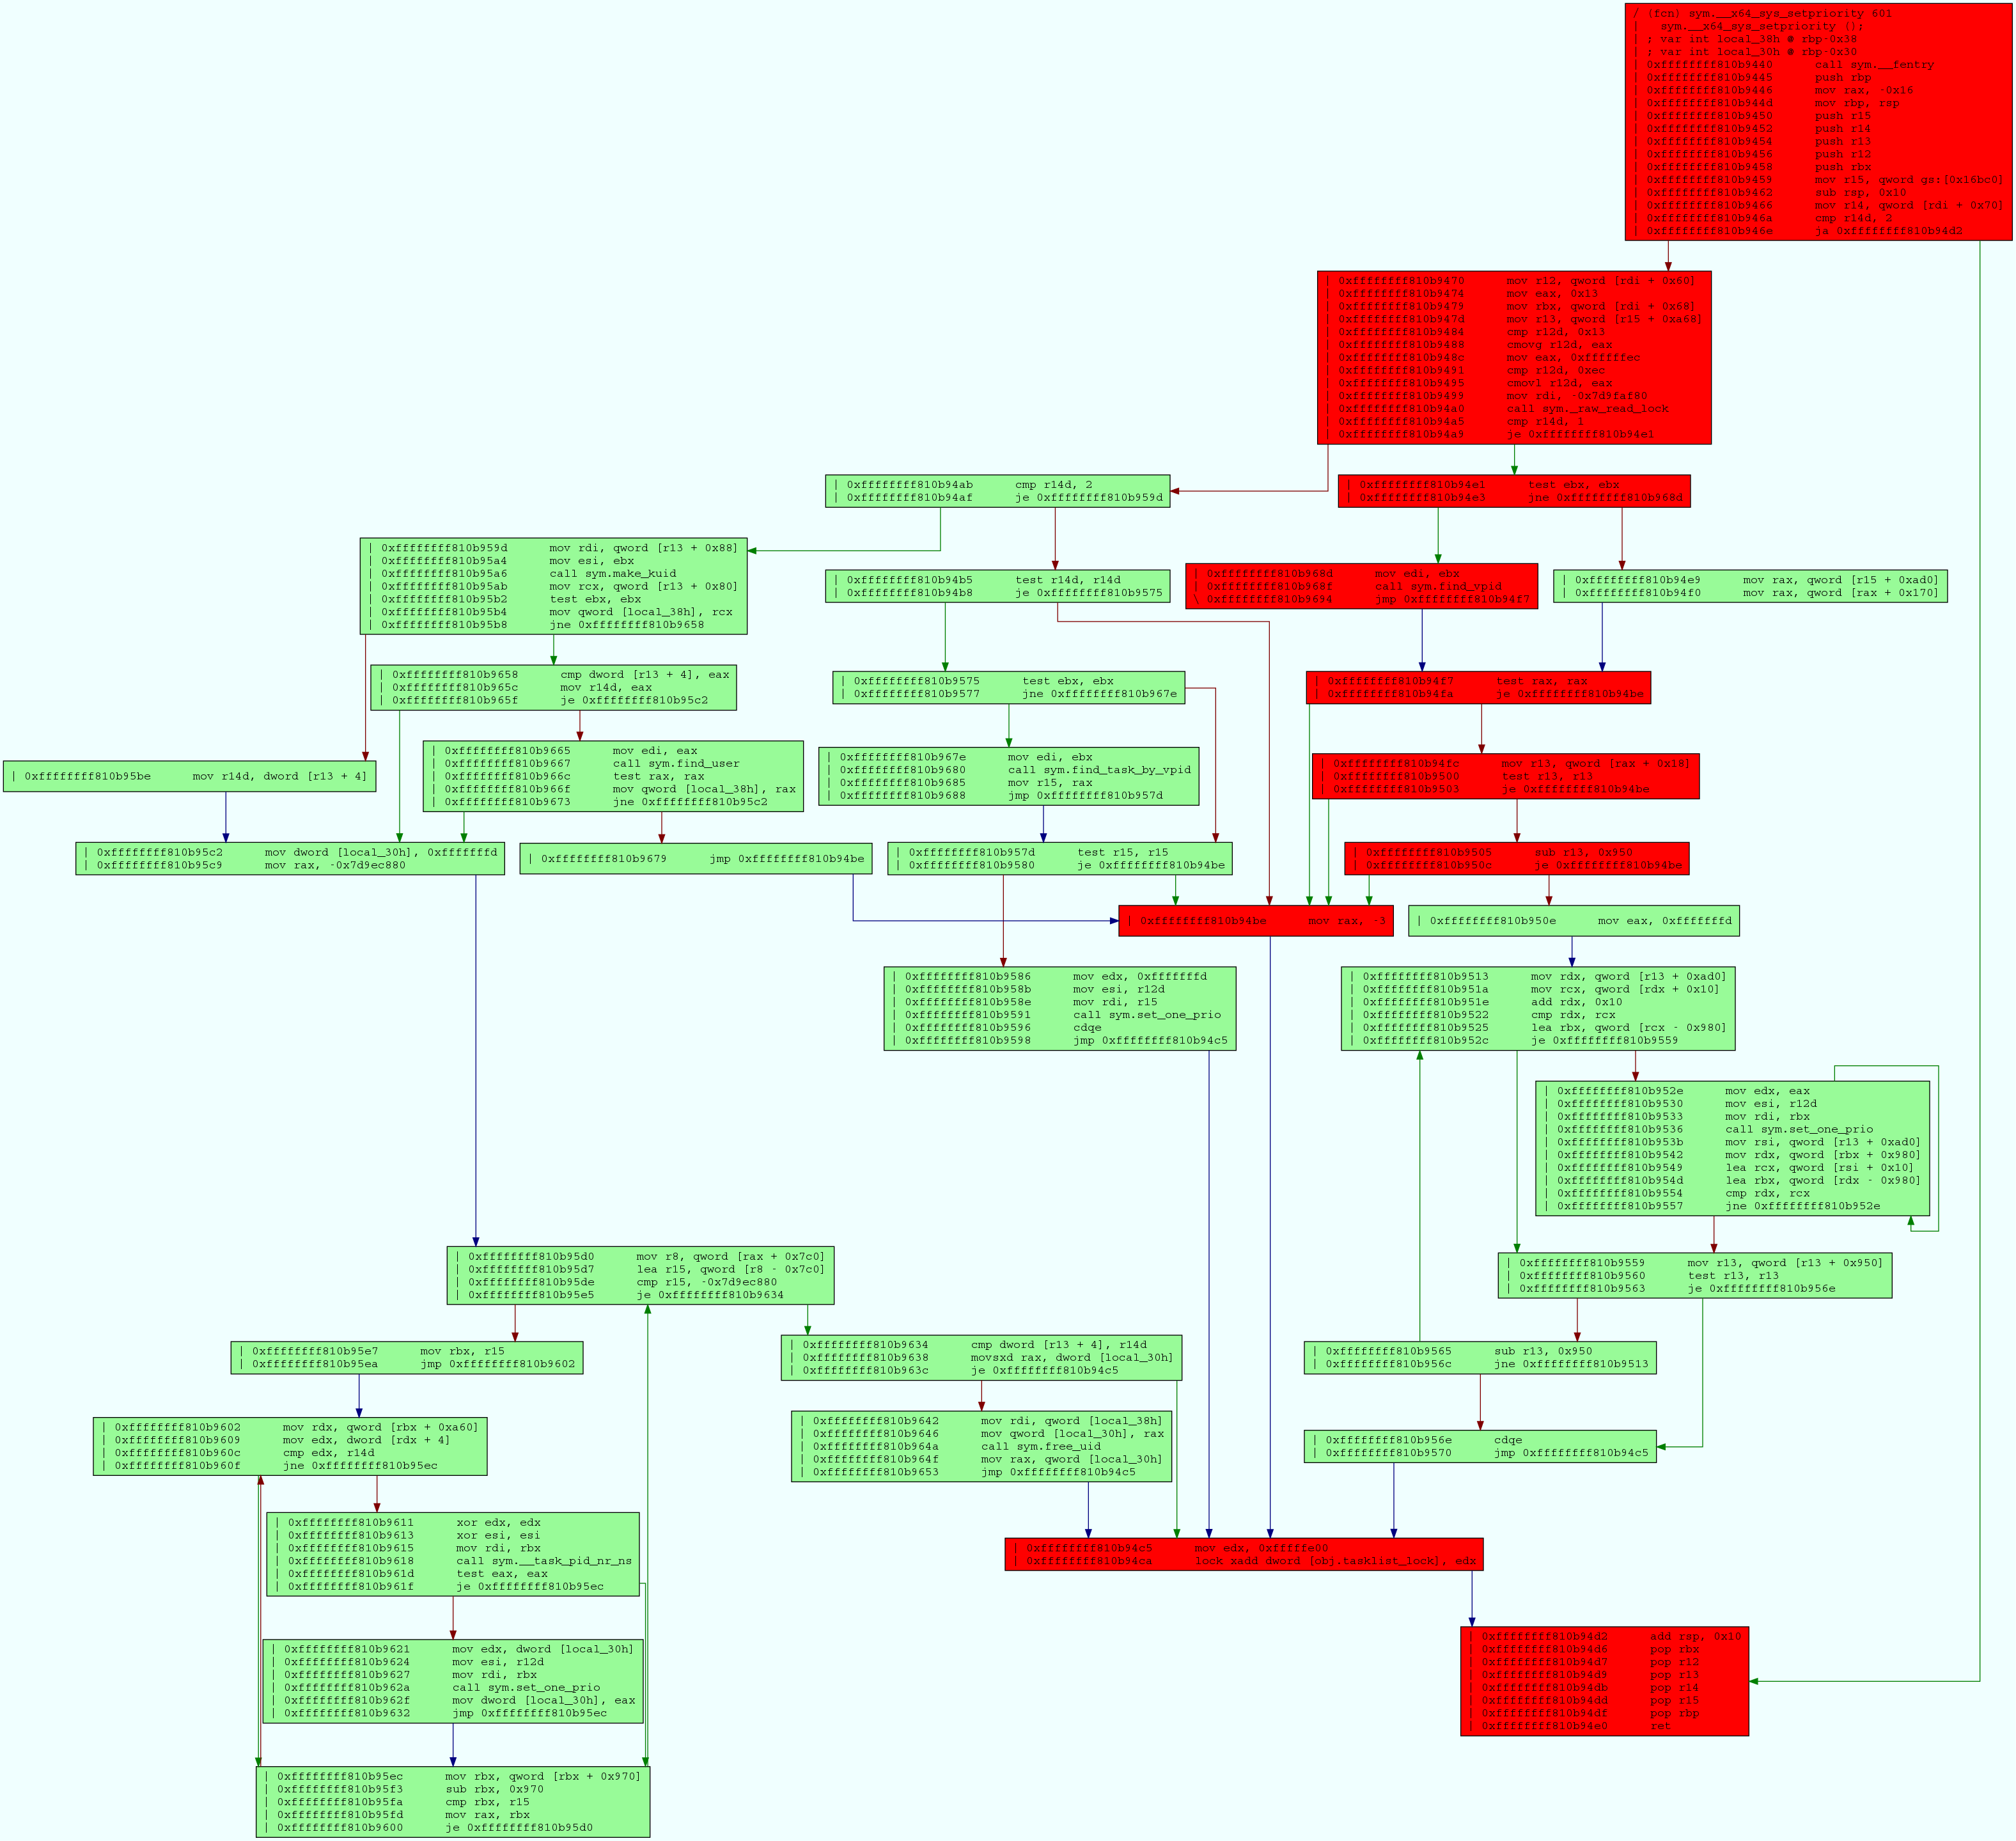 / (fcn) sym.__x64_sys_setpriority 601
|   sym.__x64_sys_setpriority ();
| ; var int local_38h @ rbp-0x38
| ; var int local_30h @ rbp-0x30
| 0xffffffff810b9440      call sym.__fentry
| 0xffffffff810b9445      push rbp
| 0xffffffff810b9446      mov rax, -0x16
| 0xffffffff810b944d      mov rbp, rsp
| 0xffffffff810b9450      push r15
| 0xffffffff810b9452      push r14
| 0xffffffff810b9454      push r13
| 0xffffffff810b9456      push r12
| 0xffffffff810b9458      push rbx
| 0xffffffff810b9459      mov r15, qword gs:[0x16bc0]
| 0xffffffff810b9462      sub rsp, 0x10
| 0xffffffff810b9466      mov r14, qword [rdi + 0x70]
| 0xffffffff810b946a      cmp r14d, 2
| 0xffffffff810b946e      ja 0xffffffff810b94d2
| 0xffffffff810b9470      mov r12, qword [rdi + 0x60]
| 0xffffffff810b9474      mov eax, 0x13
| 0xffffffff810b9479      mov rbx, qword [rdi + 0x68]
| 0xffffffff810b947d      mov r13, qword [r15 + 0xa68]
| 0xffffffff810b9484      cmp r12d, 0x13
| 0xffffffff810b9488      cmovg r12d, eax
| 0xffffffff810b948c      mov eax, 0xffffffec
| 0xffffffff810b9491      cmp r12d, 0xec
| 0xffffffff810b9495      cmovl r12d, eax
| 0xffffffff810b9499      mov rdi, -0x7d9faf80
| 0xffffffff810b94a0      call sym._raw_read_lock
| 0xffffffff810b94a5      cmp r14d, 1
| 0xffffffff810b94a9      je 0xffffffff810b94e1
| 0xffffffff810b94ab      cmp r14d, 2
| 0xffffffff810b94af      je 0xffffffff810b959d
| 0xffffffff810b94e1      test ebx, ebx
| 0xffffffff810b94e3      jne 0xffffffff810b968d
| 0xffffffff810b959d      mov rdi, qword [r13 + 0x88]
| 0xffffffff810b95a4      mov esi, ebx
| 0xffffffff810b95a6      call sym.make_kuid
| 0xffffffff810b95ab      mov rcx, qword [r13 + 0x80]
| 0xffffffff810b95b2      test ebx, ebx
| 0xffffffff810b95b4      mov qword [local_38h], rcx
| 0xffffffff810b95b8      jne 0xffffffff810b9658
| 0xffffffff810b94b5      test r14d, r14d
| 0xffffffff810b94b8      je 0xffffffff810b9575
| 0xffffffff810b968d      mov edi, ebx
| 0xffffffff810b968f      call sym.find_vpid
\ 0xffffffff810b9694      jmp 0xffffffff810b94f7
| 0xffffffff810b94e9      mov rax, qword [r15 + 0xad0]
| 0xffffffff810b94f0      mov rax, qword [rax + 0x170]
| 0xffffffff810b9658      cmp dword [r13 + 4], eax
| 0xffffffff810b965c      mov r14d, eax
| 0xffffffff810b965f      je 0xffffffff810b95c2
| 0xffffffff810b9575      test ebx, ebx
| 0xffffffff810b9577      jne 0xffffffff810b967e
| 0xffffffff810b94f7      test rax, rax
| 0xffffffff810b94fa      je 0xffffffff810b94be
| 0xffffffff810b95be      mov r14d, dword [r13 + 4]
| 0xffffffff810b9665      mov edi, eax
| 0xffffffff810b9667      call sym.find_user
| 0xffffffff810b966c      test rax, rax
| 0xffffffff810b966f      mov qword [local_38h], rax
| 0xffffffff810b9673      jne 0xffffffff810b95c2
| 0xffffffff810b967e      mov edi, ebx
| 0xffffffff810b9680      call sym.find_task_by_vpid
| 0xffffffff810b9685      mov r15, rax
| 0xffffffff810b9688      jmp 0xffffffff810b957d
| 0xffffffff810b94fc      mov r13, qword [rax + 0x18]
| 0xffffffff810b9500      test r13, r13
| 0xffffffff810b9503      je 0xffffffff810b94be
| 0xffffffff810b95c2      mov dword [local_30h], 0xfffffffd
| 0xffffffff810b95c9      mov rax, -0x7d9ec880
| 0xffffffff810b9679      jmp 0xffffffff810b94be
| 0xffffffff810b957d      test r15, r15
| 0xffffffff810b9580      je 0xffffffff810b94be
| 0xffffffff810b9505      sub r13, 0x950
| 0xffffffff810b950c      je 0xffffffff810b94be
| 0xffffffff810b94be      mov rax, -3
| 0xffffffff810b950e      mov eax, 0xfffffffd
| 0xffffffff810b9586      mov edx, 0xfffffffd
| 0xffffffff810b958b      mov esi, r12d
| 0xffffffff810b958e      mov rdi, r15
| 0xffffffff810b9591      call sym.set_one_prio
| 0xffffffff810b9596      cdqe
| 0xffffffff810b9598      jmp 0xffffffff810b94c5
| 0xffffffff810b9513      mov rdx, qword [r13 + 0xad0]
| 0xffffffff810b951a      mov rcx, qword [rdx + 0x10]
| 0xffffffff810b951e      add rdx, 0x10
| 0xffffffff810b9522      cmp rdx, rcx
| 0xffffffff810b9525      lea rbx, qword [rcx - 0x980]
| 0xffffffff810b952c      je 0xffffffff810b9559
| 0xffffffff810b952e      mov edx, eax
| 0xffffffff810b9530      mov esi, r12d
| 0xffffffff810b9533      mov rdi, rbx
| 0xffffffff810b9536      call sym.set_one_prio
| 0xffffffff810b953b      mov rsi, qword [r13 + 0xad0]
| 0xffffffff810b9542      mov rdx, qword [rbx + 0x980]
| 0xffffffff810b9549      lea rcx, qword [rsi + 0x10]
| 0xffffffff810b954d      lea rbx, qword [rdx - 0x980]
| 0xffffffff810b9554      cmp rdx, rcx
| 0xffffffff810b9557      jne 0xffffffff810b952e
| 0xffffffff810b95d0      mov r8, qword [rax + 0x7c0]
| 0xffffffff810b95d7      lea r15, qword [r8 - 0x7c0]
| 0xffffffff810b95de      cmp r15, -0x7d9ec880
| 0xffffffff810b95e5      je 0xffffffff810b9634
| 0xffffffff810b9559      mov r13, qword [r13 + 0x950]
| 0xffffffff810b9560      test r13, r13
| 0xffffffff810b9563      je 0xffffffff810b956e
| 0xffffffff810b95e7      mov rbx, r15
| 0xffffffff810b95ea      jmp 0xffffffff810b9602
| 0xffffffff810b9634      cmp dword [r13 + 4], r14d
| 0xffffffff810b9638      movsxd rax, dword [local_30h]
| 0xffffffff810b963c      je 0xffffffff810b94c5
| 0xffffffff810b9565      sub r13, 0x950
| 0xffffffff810b956c      jne 0xffffffff810b9513
| 0xffffffff810b9602      mov rdx, qword [rbx + 0xa60]
| 0xffffffff810b9609      mov edx, dword [rdx + 4]
| 0xffffffff810b960c      cmp edx, r14d
| 0xffffffff810b960f      jne 0xffffffff810b95ec
| 0xffffffff810b9642      mov rdi, qword [local_38h]
| 0xffffffff810b9646      mov qword [local_30h], rax
| 0xffffffff810b964a      call sym.free_uid
| 0xffffffff810b964f      mov rax, qword [local_30h]
| 0xffffffff810b9653      jmp 0xffffffff810b94c5
| 0xffffffff810b956e      cdqe
| 0xffffffff810b9570      jmp 0xffffffff810b94c5
| 0xffffffff810b9611      xor edx, edx
| 0xffffffff810b9613      xor esi, esi
| 0xffffffff810b9615      mov rdi, rbx
| 0xffffffff810b9618      call sym.__task_pid_nr_ns
| 0xffffffff810b961d      test eax, eax
| 0xffffffff810b961f      je 0xffffffff810b95ec
| 0xffffffff810b94c5      mov edx, 0xfffffe00
| 0xffffffff810b94ca      lock xadd dword [obj.tasklist_lock], edx
| 0xffffffff810b9621      mov edx, dword [local_30h]
| 0xffffffff810b9624      mov esi, r12d
| 0xffffffff810b9627      mov rdi, rbx
| 0xffffffff810b962a      call sym.set_one_prio
| 0xffffffff810b962f      mov dword [local_30h], eax
| 0xffffffff810b9632      jmp 0xffffffff810b95ec
| 0xffffffff810b94d2      add rsp, 0x10
| 0xffffffff810b94d6      pop rbx
| 0xffffffff810b94d7      pop r12
| 0xffffffff810b94d9      pop r13
| 0xffffffff810b94db      pop r14
| 0xffffffff810b94dd      pop r15
| 0xffffffff810b94df      pop rbp
| 0xffffffff810b94e0      ret
| 0xffffffff810b95ec      mov rbx, qword [rbx + 0x970]
| 0xffffffff810b95f3      sub rbx, 0x970
| 0xffffffff810b95fa      cmp rbx, r15
| 0xffffffff810b95fd      mov rax, rbx
| 0xffffffff810b9600      je 0xffffffff810b95d0